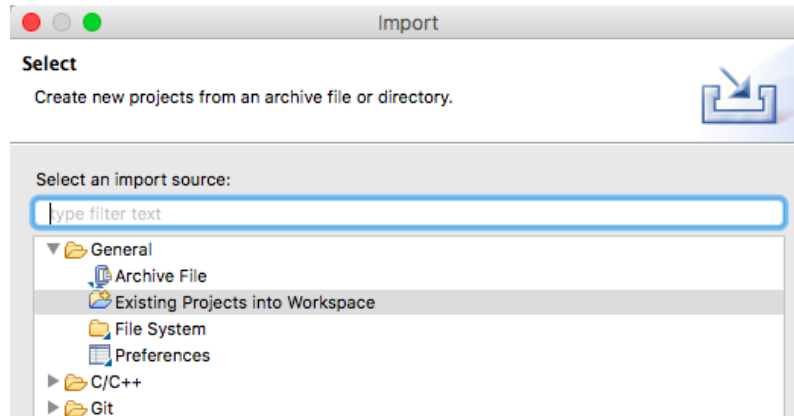 Import
Select
Create new projects from an archive file or directory.
Select an import source:
type filter text
General
Archive File
Existing Projects into Workspace
File System
Preferences
C/C++
Git